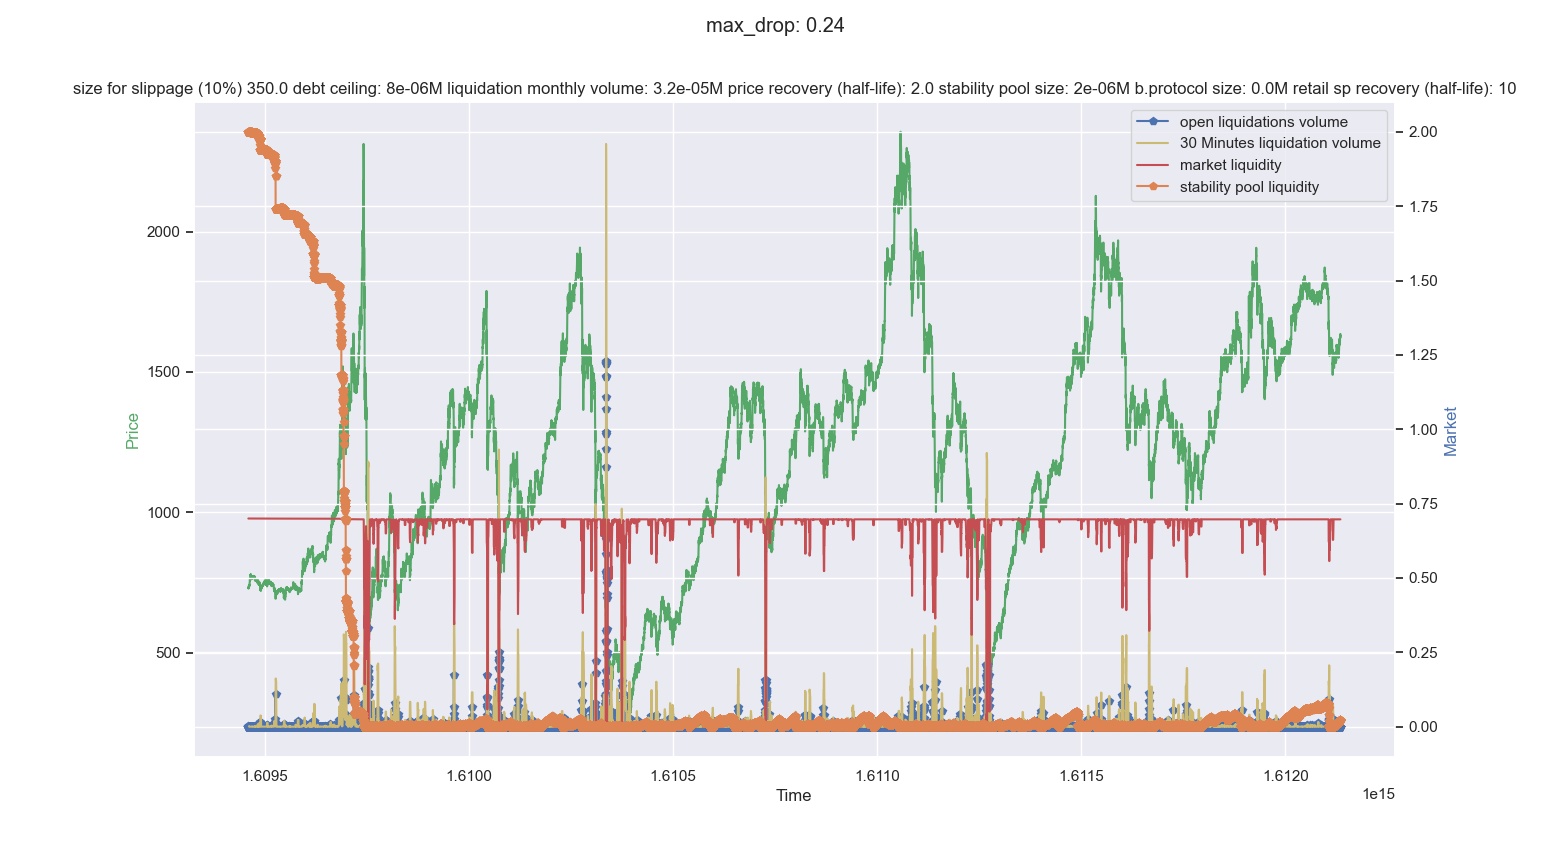 max_drop: 0.24
size for slippage (10%) 350.0 debt ceiling: 8e-06M liquidation monthly volume: 3.2e-05M price recovery (half-life): 2.0 stability pool size: 2e-06M b.protocol size: 0.0M retail sp recovery (half-life): 10
open liquidations volume
30 Minutes liquidation volume
market liquidity
stability pool liquidity
Price
2000
1500
1000
500
2.00
1.75
1.50
1.25
1.00
0.75
0.50
0.25
0.00
Market
1.6095 1.6100 1.6105 1.6110 1.6115 1.6120
Time
1e15